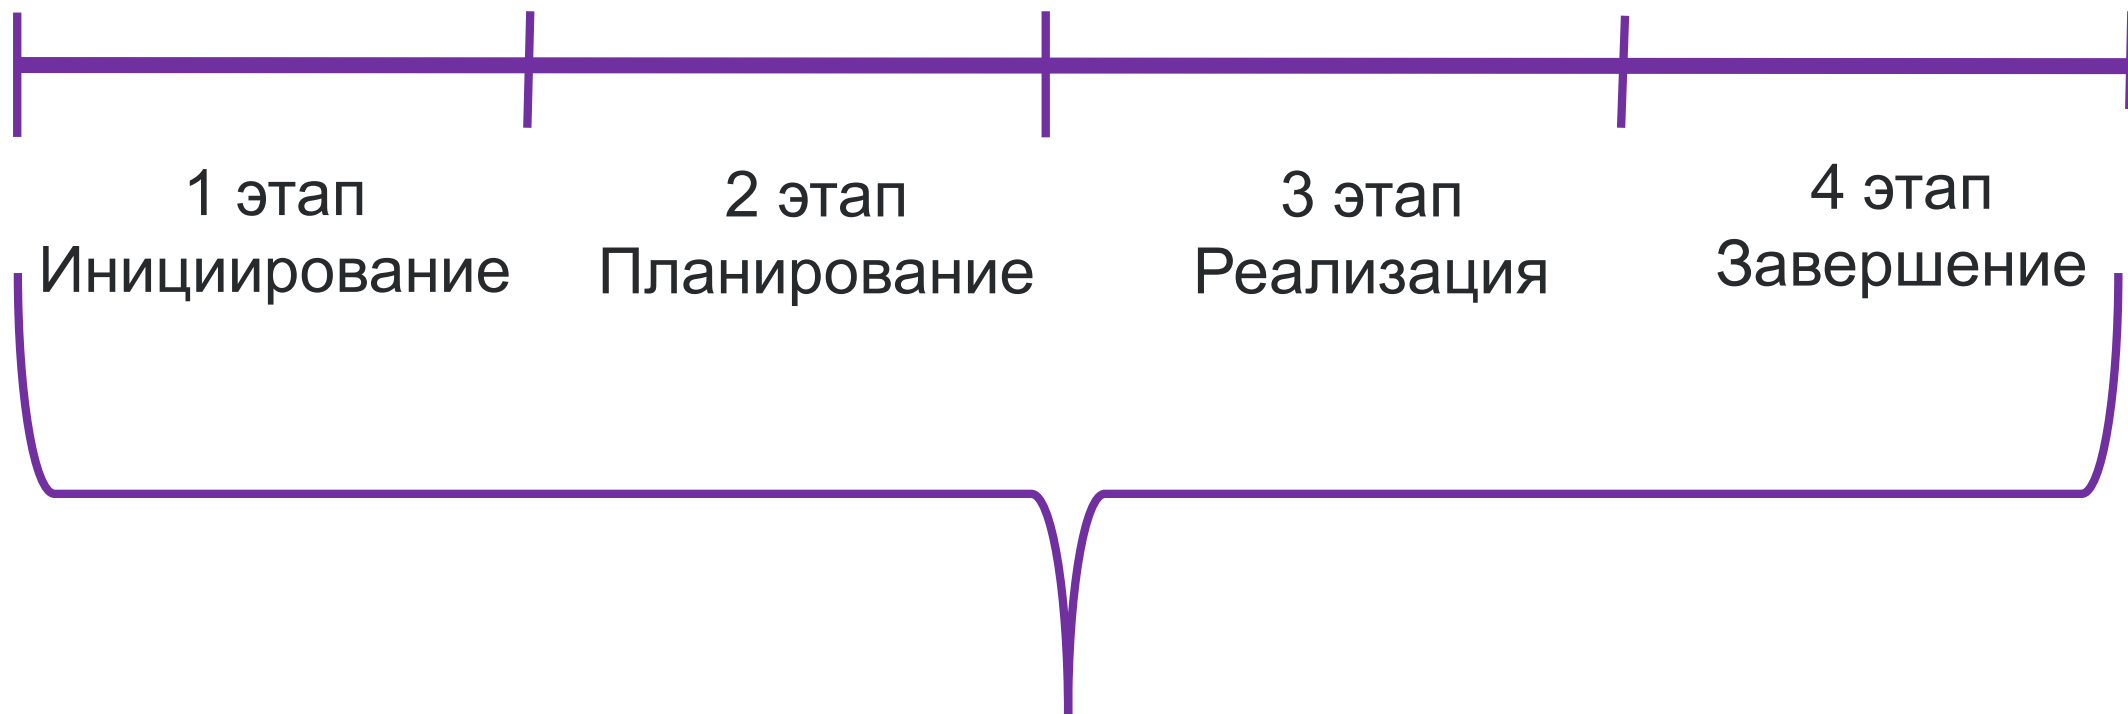 1 этап
Инициирование
2 этап
Планирование
3 этап
Реализация
4 этап
Завершение